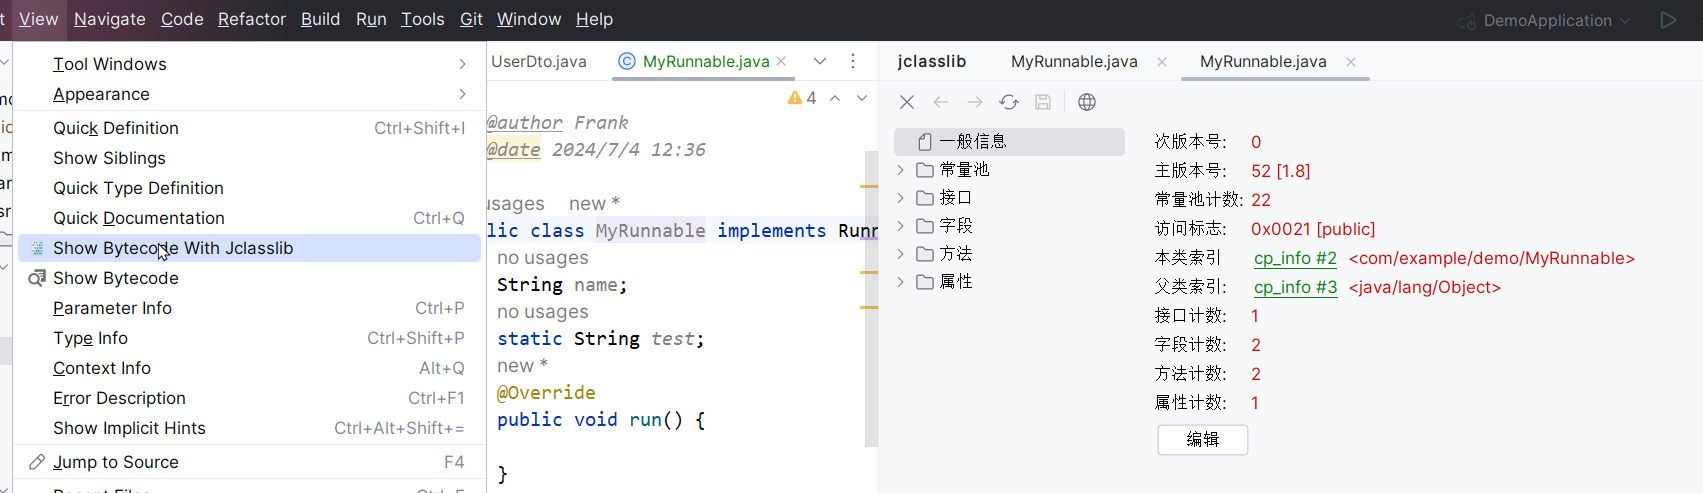 View Navigate Code Refactor Build Run Tools Git Window Help DemoApplication
Tool Windows
Appearance
Quick Definition Ctrl+Shift+I
Show Siblings
Quick Type Definition
Quick Documentation Ctrl+Q
Show Bytecode With Jclasslib
Show Bytecode
Parameter Info Ctrl+P
Type Info Ctrl+Shift+P
Context Info Alt+Q
Error Description Ctrl+F1
Show Implicit Hints Ctrl+Alt+Shift+=
Jump to Source F4
UserDto.java MyRunnable.java
4
@author Frank
@date 2024/7/4 12:36
usages new *
lic class MyRunnable implements Runn
no usages
String name;
no usages
static String test;
new *
@Override
public void run() {
}
jclasslib MyRunnable.java MyRunnable.java
一般信息
常量池
接口
字段
方法
属性
次版本号: 0
主版本号: 52 [1.8]
常量池计数: 22
访问标志: 0x0021 [public]
本类索引 cp_info #2 <com/example/demo/MyRunnable>
父类索引: cp_info #3 <java/lang/Object>
接口计数: 1
字段计数: 2
方法计数: 2
属性计数: 1
编辑